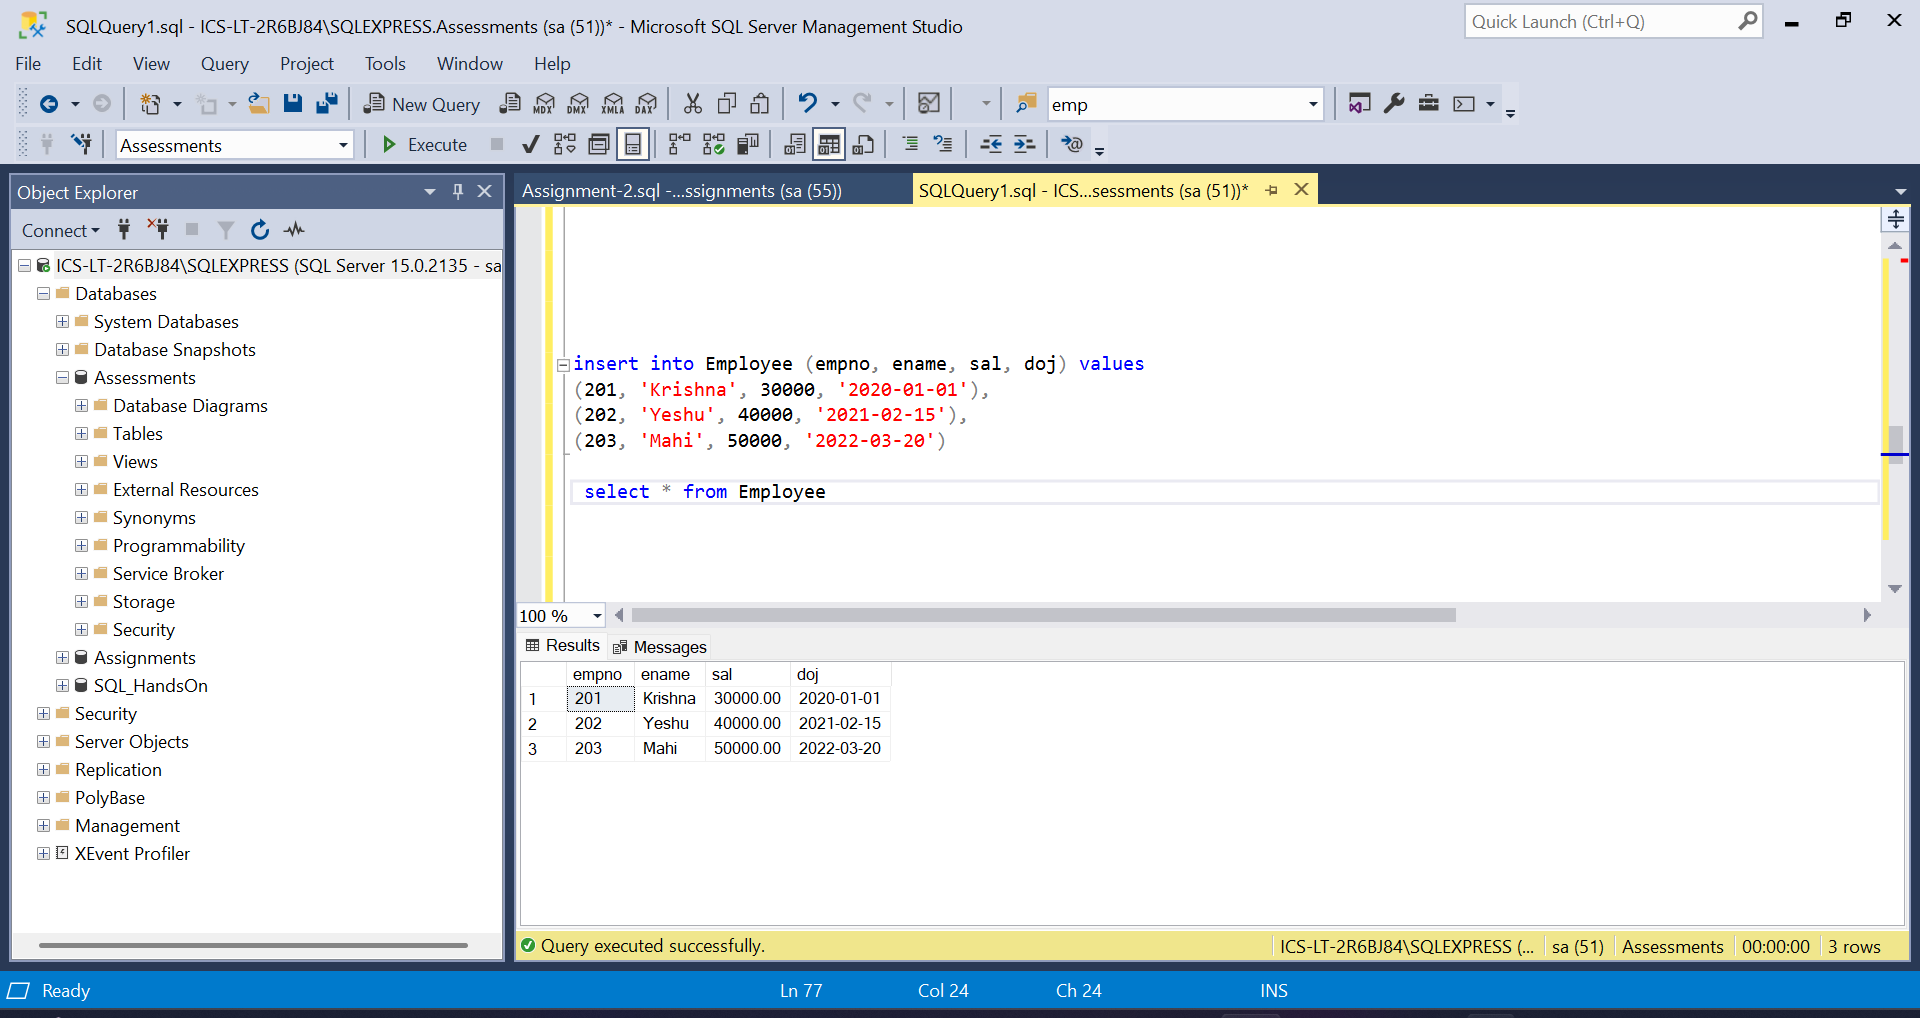 SQLQuery1.sql - ICS-LT-2R6BJ84\SQLEXPRESS.Assessments (sa (51))* - Microsoft SQL Server Management Studio
Quick Launch (Ctrl+Q)
File Edit View Query Project Tools Window Help
New Query MDX DMX XMLA DAX emp
Assessments Execute
Object Explorer
Connect
ICS-LT-2R6BJ84\SQLEXPRESS (SQL Server 15.0.2135 - sa
Databases
System Databases
Database Snapshots
Assessments
Database Diagrams
Tables
Views
External Resources
Synonyms
Programmability
Service Broker
Storage
Security
Assignments
SQL_HandsOn
Security
Server Objects
Replication
PolyBase
Management
XEvent Profiler
Assignment-2.sql -...ssignments (sa (55))
SQLQuery1.sql - ICS...sessments (sa (51))*
insert into Employee (empno, ename, sal, doj) values
(201, 'Krishna', 30000, '2020-01-01'),
(202, 'Yeshu', 40000, '2021-02-15'),
(203, 'Mahi', 50000, '2022-03-20')
select * from Employee
100 %
Results Messages
empno ename sal doj
1 201 Krishna 30000.00 2020-01-01
2 202 Yeshu 40000.00 2021-02-15
3 203 Mahi 50000.00 2022-03-20
Query executed successfully.
ICS-LT-2R6BJ84\SQLEXPRESS (... sa (51) Assessments 00:00:00 3 rows
Ready Ln 77 Col 24 Ch 24 INS